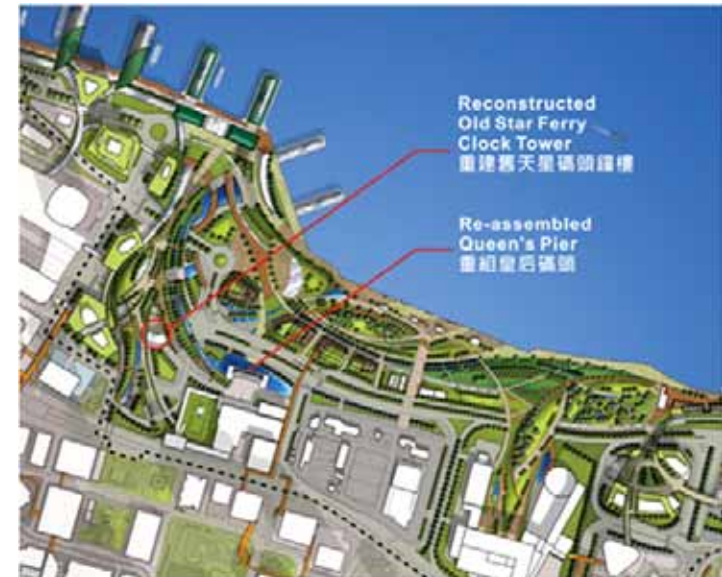 Reconstructed
Old Star Ferry
Clock Tower
重建舊天星碼頭鐘樓
Re-assembled
Queen's Pier
重組皇后碼頭